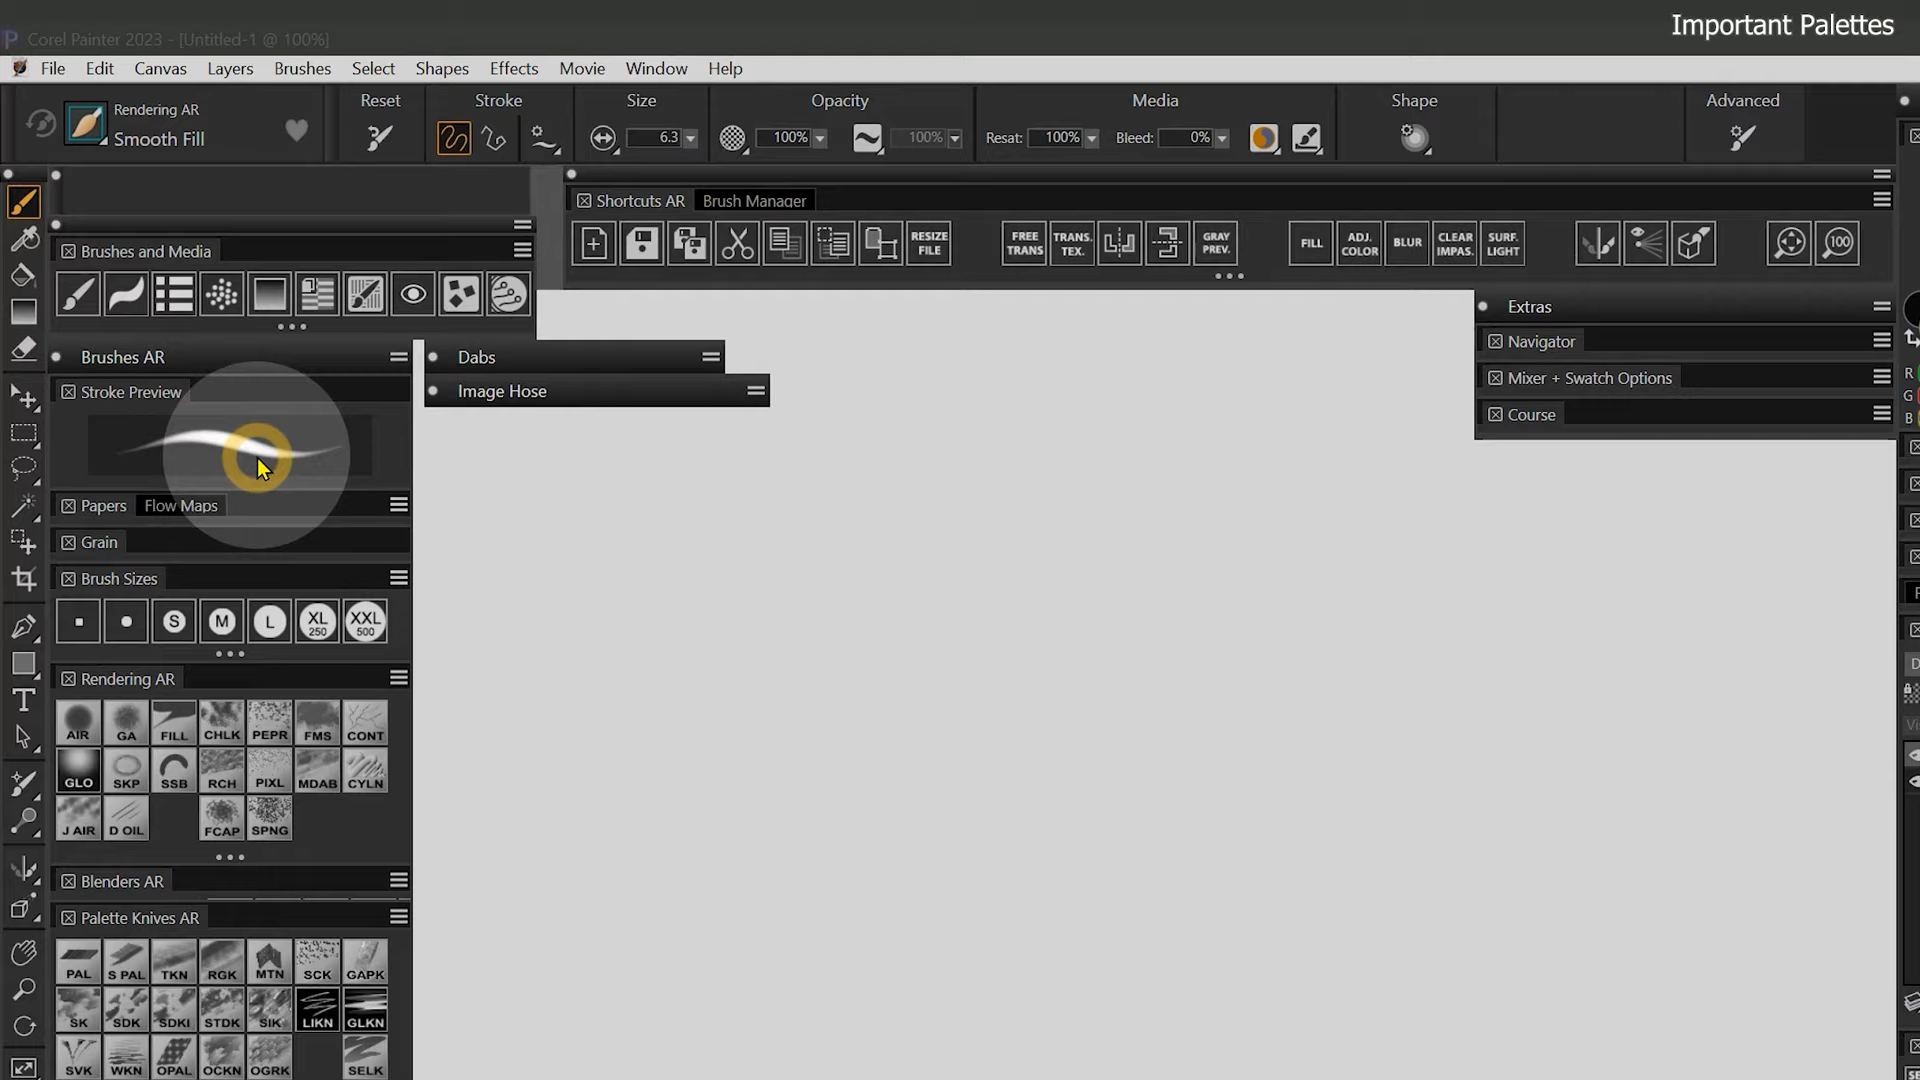 Important Palettes
Corel Painter 2023 - [Untitled-1 @ 100%]
File Edit Canvas Layers Brushes Select Shapes Effects Movie Window Help
Rendering AR
Smooth Fill
Reset Stroke Size Opacity Media Shape Advanced
6.3 100% 100% Resat: 100% Bleed: 0%
Shortcuts AR Brush Manager
RESIZE FILE FREE TRANS TRANS. TEX. GRAY PREV. FILL ADJ. COLOR BLUR CLEAR IMPAS. SURF. LIGHT 100
Brushes and Media
Extras
Navigator
Mixer + Swatch Options
Course
R
G
B
Brushes AR
Dabs
Image Hose
Stroke Preview
Papers Flow Maps
Grain
Brush Sizes
S M L XL 250 XXL 500
Rendering AR
AIR GA FILL CHLK PEPR FMS CONT
GLO SKP SSB RCH PIXL MDAB CYLN
J AIR D OIL FCAP SPNG
Blenders AR
Palette Knives AR
PAL S PAL TKN RGK MTN SCK GAPK
SK SDK SDKI STDK SIK LIKN GLKN
SVK WKN OPAL OCKN OGRK SELK